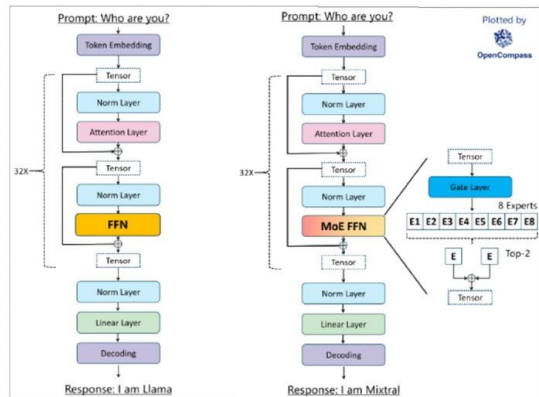 Prompt: Who are you?
Token Embedding
Tensor
Norm Layer
Attention Layer
Tensor
32X
Norm Layer
FFN
Tensor
Norm Layer
Linear Layer
Decoding
Response: I am Llama
Prompt: Who are you?
Token Embedding
Tensor
Norm Layer
Attention Layer
Tensor
32X
Norm Layer
MoE FFN
Tensor
Norm Layer
Linear Layer
Decoding
Response: I am Mixtral
Plotted by
OpenCompass
Tensor
Gate Layer
8 Experts
E1 E2 E3 E4 E5 E6 E7 E8
Top-2
E E
Tensor